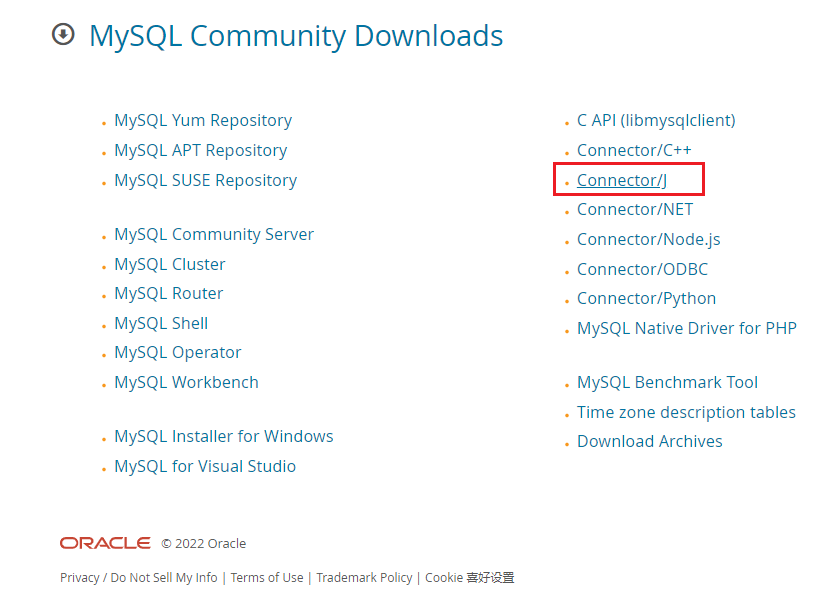 MySQL Community Downloads
MySQL Yum Repository
MySQL APT Repository
MySQL SUSE Repository
MySQL Community Server
MySQL Cluster
MySQL Router
MySQL Shell
MySQL Operator
MySQL Workbench
MySQL Installer for Windows
MySQL for Visual Studio
C API (libmysqlclient)
Connector/C++
Connector/J
Connector/NET
Connector/Node.js
Connector/ODBC
Connector/Python
MySQL Native Driver for PHP
MySQL Benchmark Tool
Time zone description tables
Download Archives
ORACLE © 2022 Oracle
Privacy / Do Not Sell My Info | Terms of Use | Trademark Policy | Cookie 喜好设置